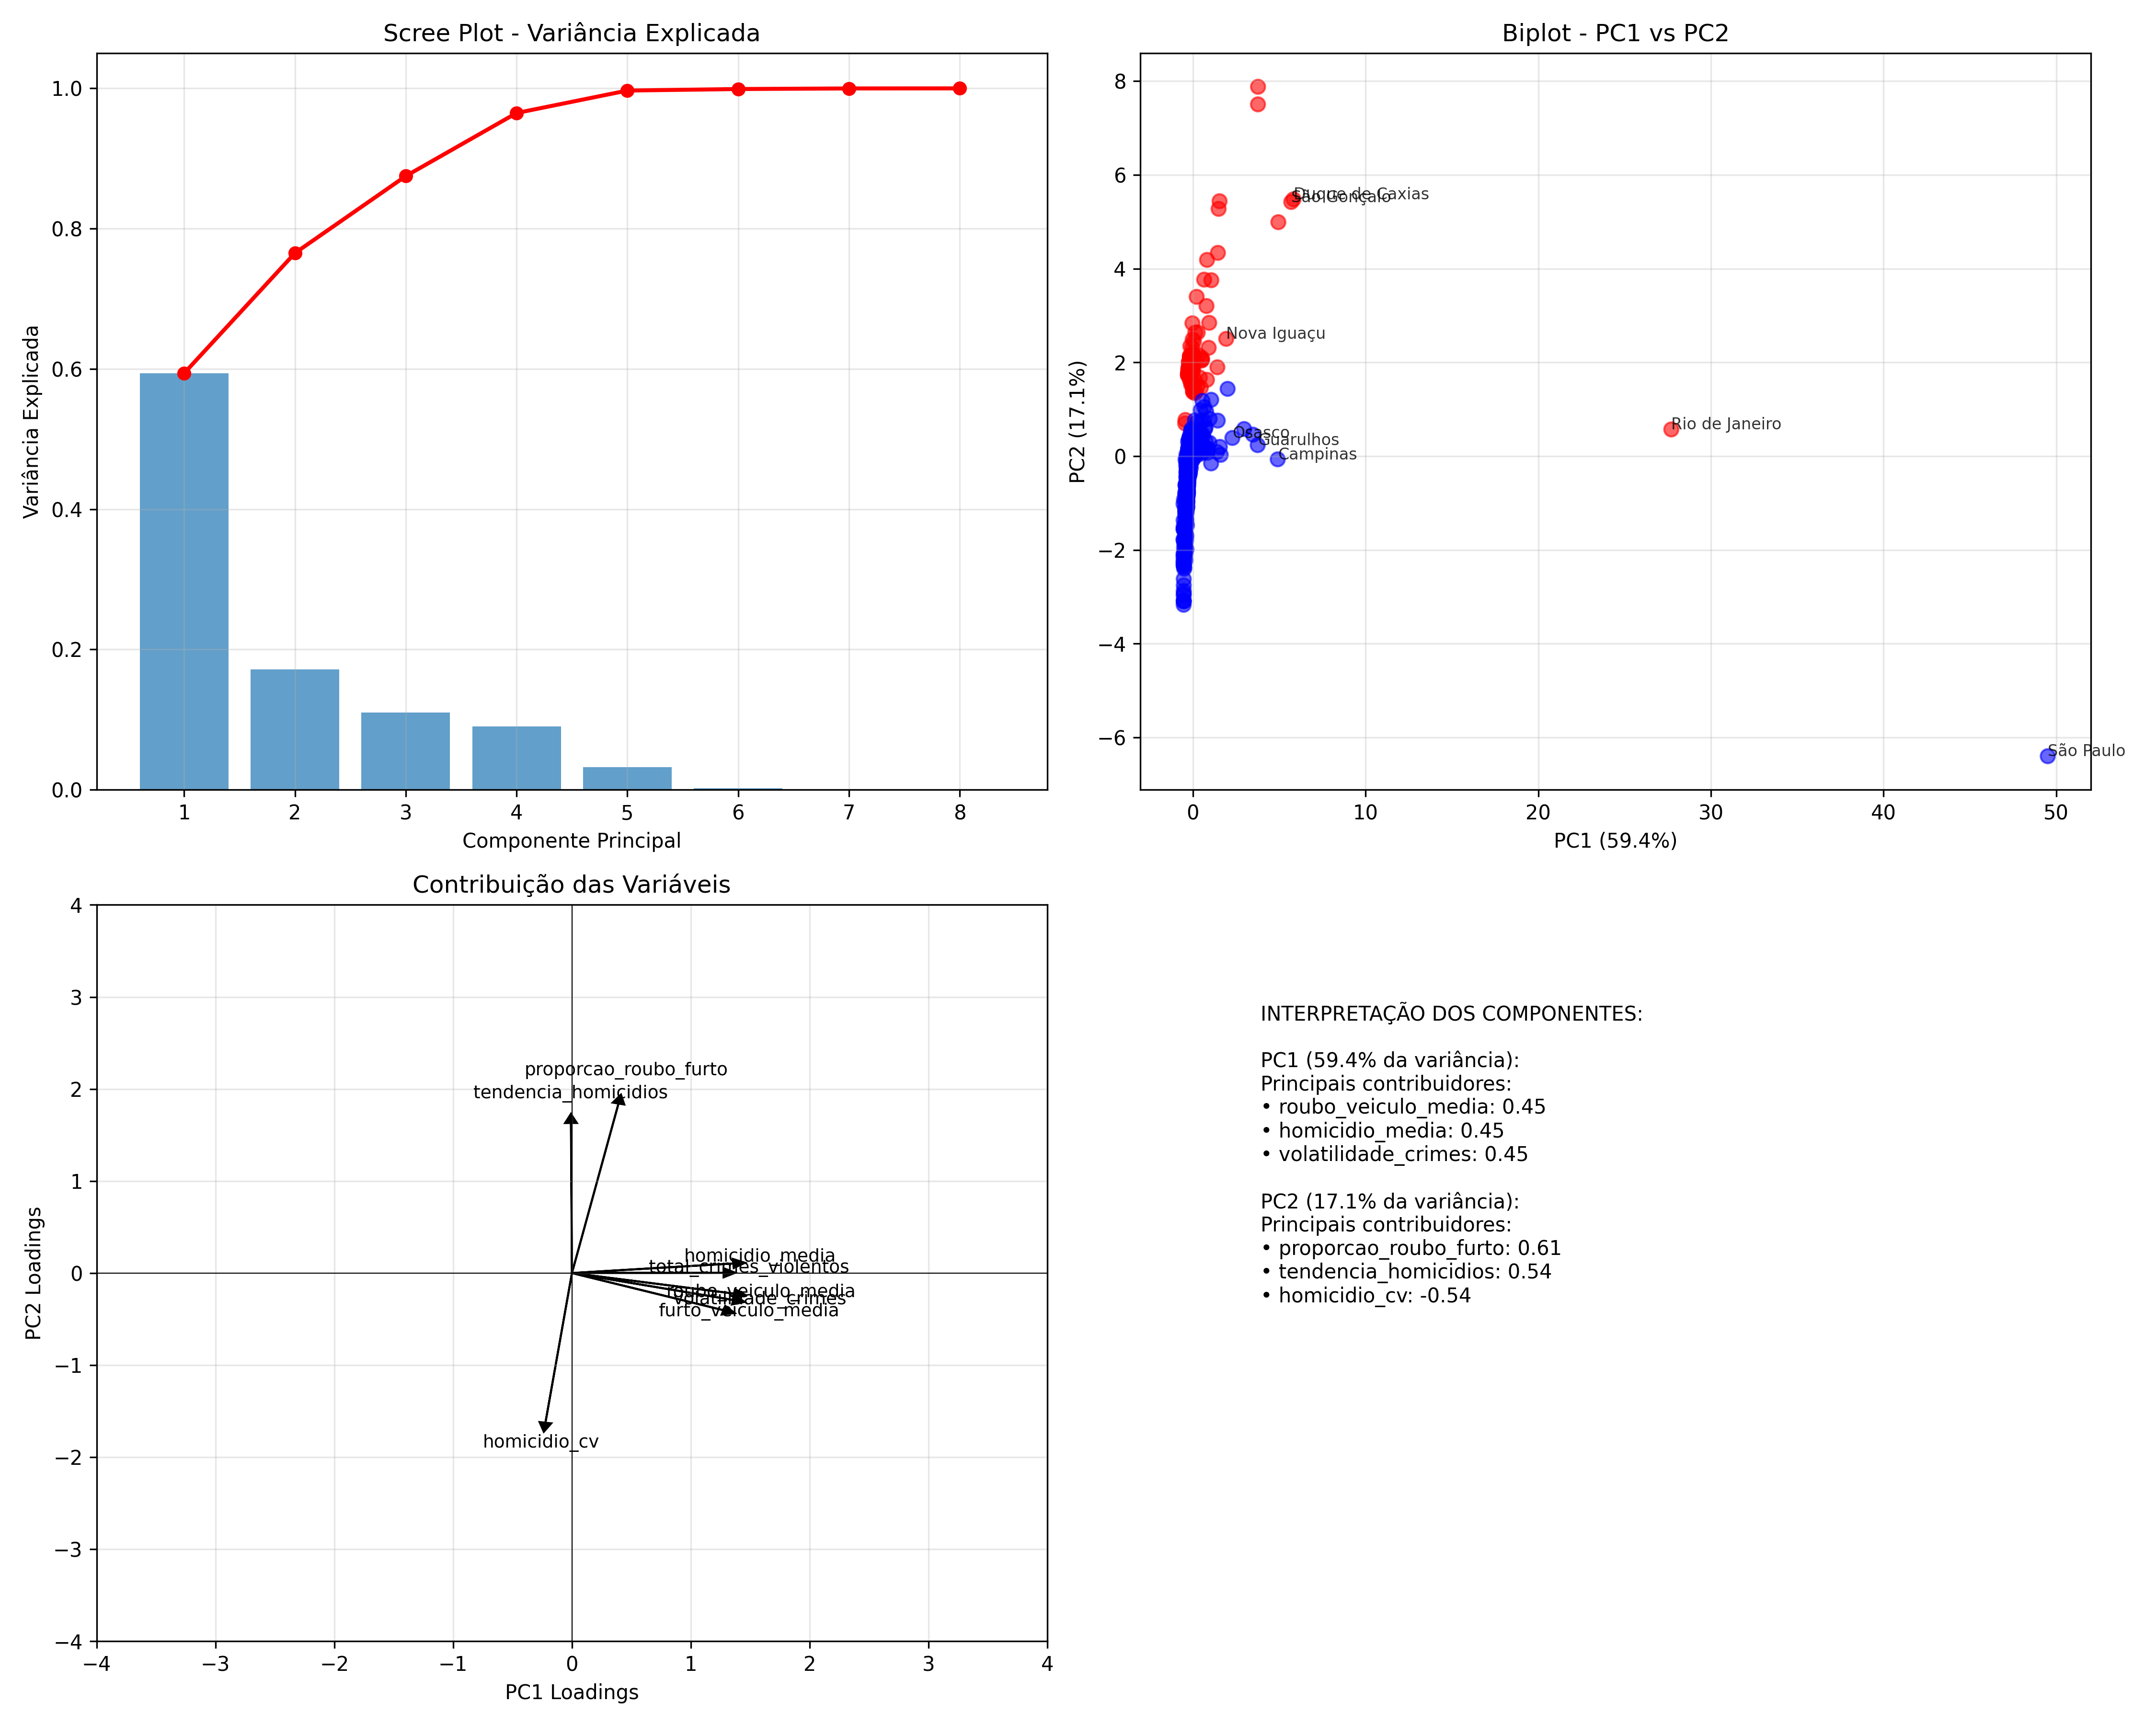 Scree Plot - Variância Explicada
1.0
0.8
0.6
0.4
0.2
0.0
Variância Explicada
1 2 3 4 5 6 7 8
Componente Principal
Biplot - PC1 vs PC2
8
6
4
2
0
−2
−4
−6
PC2 (17.1%)
Duque de Caxias
São Gonçalo
Nova Iguaçu
Rio de Janeiro
Osasco
Guarulhos
Campinas
São Paulo
0 10 20 30 40 50
PC1 (59.4%)
Contribuição das Variáveis
4
3
2
1
0
−1
−2
−3
−4
PC2 Loadings
proporcao_roubo_furto
tendencia_homicidios
homicidio_media
total_crimes_violentos
roubo_veiculo_media
volatilidade_crimes
furto_veiculo_media
homicidio_cv
−4 −3 −2 −1 0 1 2 3 4
PC1 Loadings
INTERPRETAÇÃO DOS COMPONENTES:
PC1 (59.4% da variância):
Principais contribuidores:
• roubo_veiculo_media: 0.45
• homicidio_media: 0.45
• volatilidade_crimes: 0.45
PC2 (17.1% da variância):
Principais contribuidores:
• proporcao_roubo_furto: 0.61
• tendencia_homicidios: 0.54
• homicidio_cv: -0.54